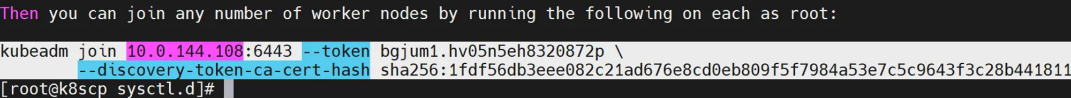 Then you can join any number of worker nodes by running the following on each as root:
kubeadm join 10.0.144.108:6443 --token bgjum1.hv05n5eh8320872p \
--discovery-token-ca-cert-hash sha256:1fdf56db3eee082c21ad676e8cd0eb809f5f7984a53e7c5c9643f3c28b441811
[root@k8scp sysctl.d]#